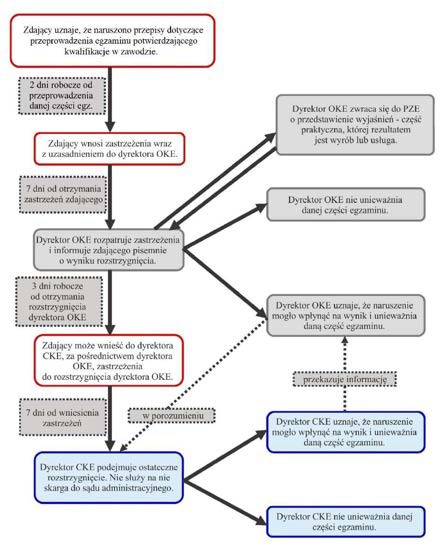 Zdający uznaje, że naruszono przepisy dotyczące
przeprowadzenia egzaminu potwierdzającego
kwalifikacje w zawodzie.
2 dni robocze od
przeprowadzenia
danej części egz.
Zdający wnosi zastrzeżenia wraz
z uzasadnieniem do dyrektora OKE.
7 dni od otrzymania
zastrzeżeń zdającego
Dyrektor OKE rozpatruje zastrzeżenia
i informuje zdającego pisemnie
o wyniku rozstrzygnięcia.
Dyrektor OKE zwraca się do PZE
o przedstawienie wyjaśnień - część
praktyczna, której rezultatem
jest wyrób lub usługa.
Dyrektor OKE nie unieważnia
danej części egzaminu.
Dyrektor OKE uznaje, że naruszenie
mogło wpłynąć na wynik i unieważnia
daną część egzaminu.
3 dni robocze
od otrzymania
rozstrzygnięcia
dyrektora OKE
Zdający może wnieść do dyrektora
CKE, za pośrednictwem dyrektora
OKE, zastrzeżenia
do rozstrzygnięcia dyrektora OKE.
przekazuje informację
7 dni od wniesienia
zastrzeżeń
w porozumieniu
Dyrektor CKE uznaje, że naruszenie
mogło wpłynąć na wynik i unieważnia
daną część egzaminu.
Dyrektor CKE podejmuje ostateczne
rozstrzygnięcie. Nie służy na nie
skarga do sądu administracyjnego.
Dyrektor CKE nie unieważnia danej
części egzaminu.